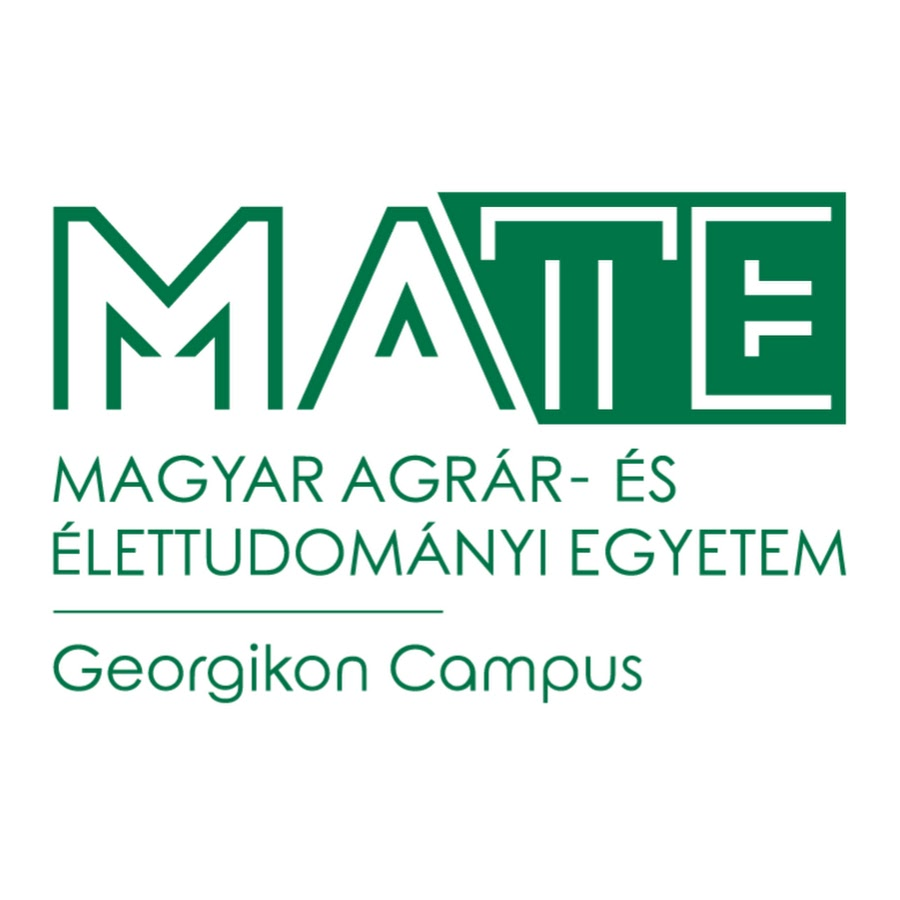 MATE
MAGYAR AGRÁR- ÉS
ÉLETTUDOMÁNYI EGYETEM
Georgikon Campus